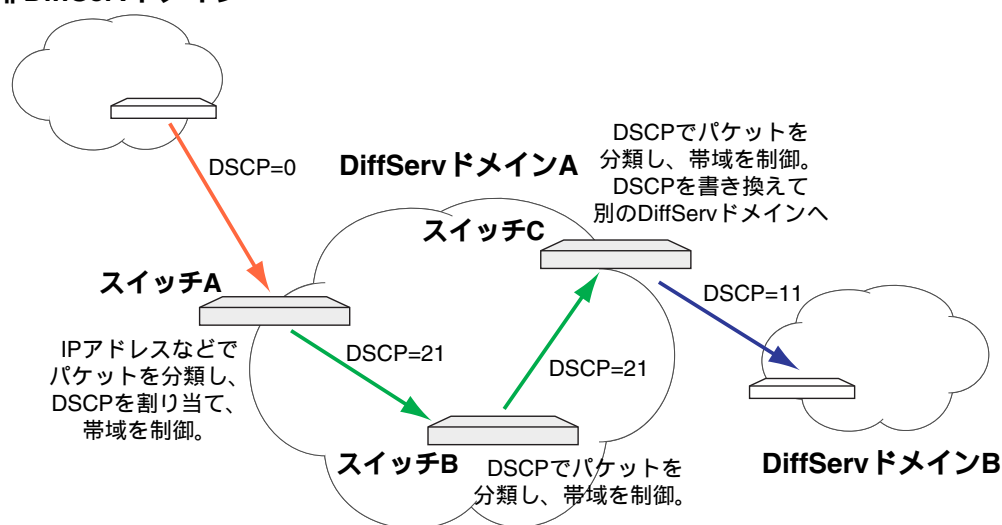 DSCP=0
DSCPでパケットを
分類し、帯域を制御。
DSCPを書き換えて
別のDiffServドメインへ
DiffServドメインA
スイッチC
スイッチA
DSCP=11
IPアドレスなどで
パケットを分類し、
DSCPを割り当て、
帯域を制御。
DSCP=21
DSCP=21
スイッチB
DSCPでパケットを
分類し、帯域を制御。
DiffServドメインB